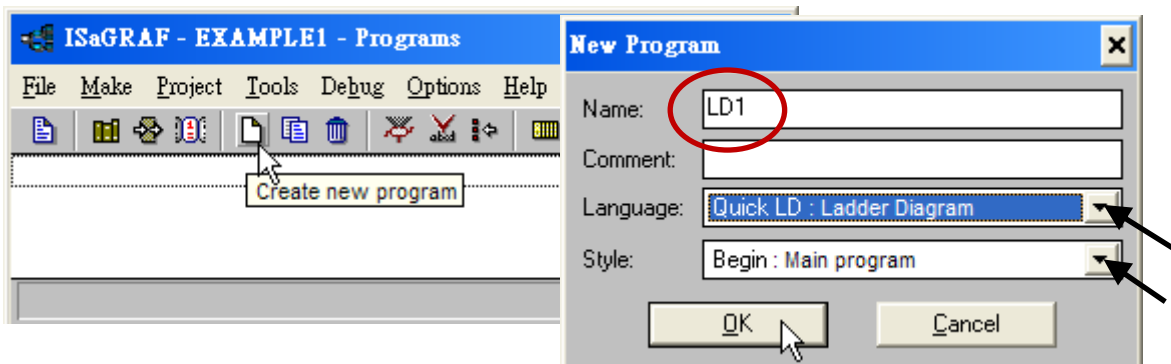 ISaGRAF - EXAMPLE1 - Programs
File Make Project Tools Debug Options Help
Create new program
New Program
Name: LD1
Comment:
Language: Quick LD : Ladder Diagram
Style: Begin : Main program
OK Cancel